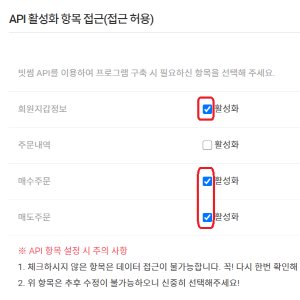 API 활성화 항목 접근(접근 허용)
빗썸 API를 이용하여 프로그램 구축 시 필요하신 항목을 선택해 주세요.
회원지갑정보 활성화
주문내역 활성화
매수주문 활성화
매도주문 활성화
※ API 항목 설정 시 주의 사항
1. 체크하시지 않은 항목은 데이터 접근이 불가능합니다. 꼭! 다시 한번 확인해
2. 위 항목은 추후 수정이 불가능하오니 신중히 선택해주세요!